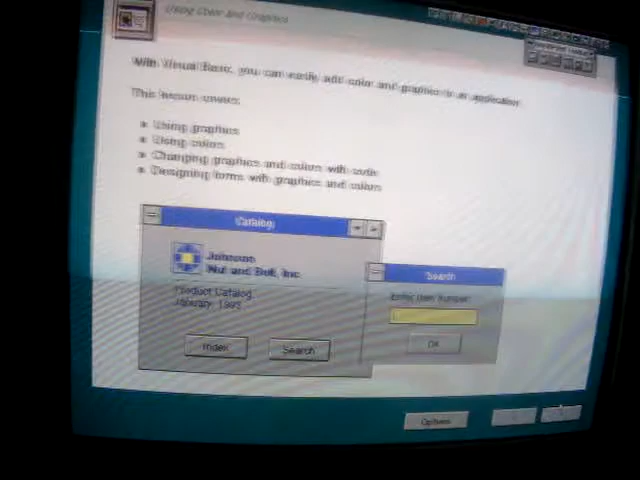 Using Color and Graphics
With Visual Basic, you can easily add color and graphics to an application.
This lesson covers:
Using graphics
Using colors
Changing graphics and colors with code
Designing forms with graphics and colors
Catalog
Johnson
Nut and Bolt, Inc.
Product Catalog
January, 1993
Index
Search
Search
Enter Item Number:
OK
Options